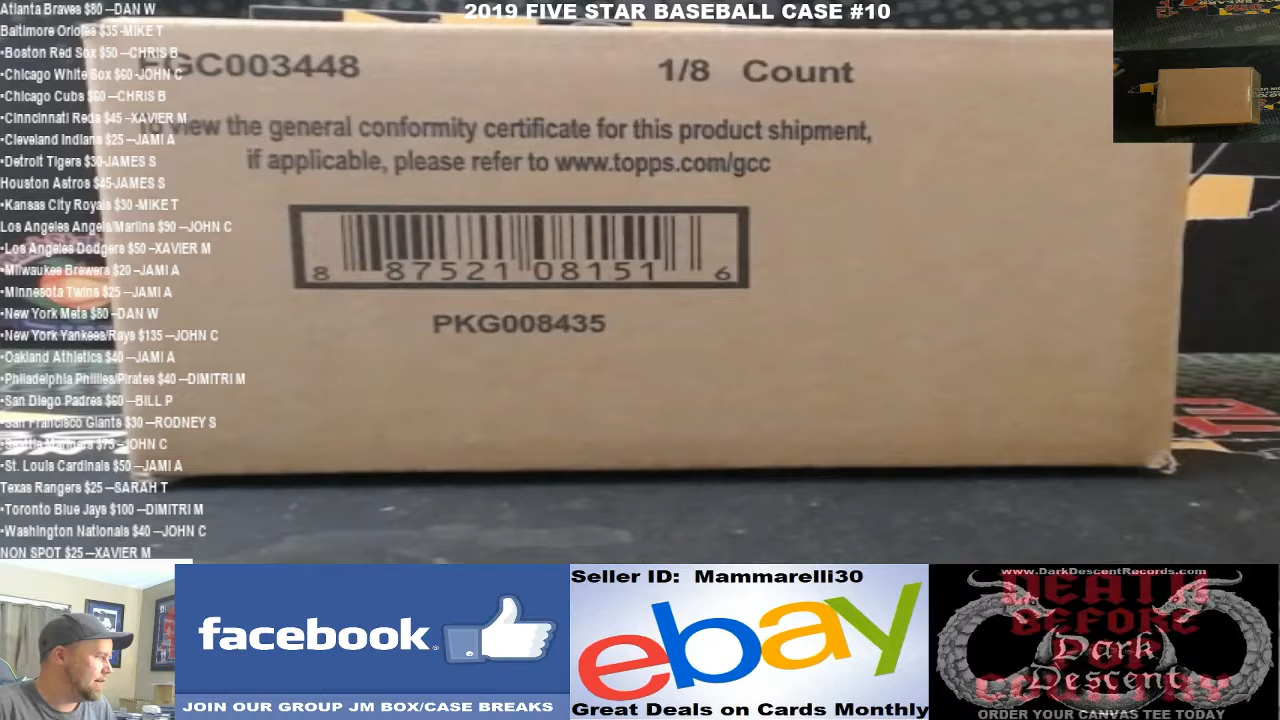 2019 FIVE STAR BASEBALL CASE #10
Atlanta Braves $80 --DAN W
Baltimore Orioles $35 -MIKE T
•Boston Red Sox $50 --CHRIS B
•Chicago White Sox $60 -JOHN C
•Chicago Cubs $60 --CHRIS B
•Cinncinnati Reds $45 --XAVIER M
•Cleveland Indians $25 --JAMI A
•Detroit Tigers $30-JAMES S
Houston Astros $45-JAMES S
•Kansas City Royals $30 -MIKE T
Los Angeles Angels/Marlins $90 --JOHN C
•Los Angeles Dodgers $50 --XAVIER M
•Milwaukee Brewers $20 --JAMI A
•Minnesota Twins $25 --JAMI A
•New York Mets $80 --DAN W
•New York Yankees/Rays $135 --JOHN C
•Oakland Athletics $40 --JAMI A
•Philadelphia Phillies/Pirates $40 --DIMITRI M
•San Diego Padres $60 --BILL P
•San Francisco Giants $30 --RODNEY S
•Seattle Mariners $75 --JOHN C
•St. Louis Cardinals $50 --JAMI A
Texas Rangers $25 --SARAH T
•Toronto Blue Jays $100 --DIMITRI M
•Washington Nationals $40 --JOHN C
NON SPOT $25 --XAVIER M
GC003448
1/8 Count
view the general conformity certificate for this product shipment,
if applicable, please refer to www.topps.com/gcc
8 87521 08151 6
PKG008435
facebook
JOIN OUR GROUP JM BOX/CASE BREAKS
Seller ID: Mammarelli30
ebay
Great Deals on Cards Monthly
www.DarkDescentRecords.com
DEATH
BEFORE
Dark
Descent
ORDER YOUR CANVAS TEE TODAY